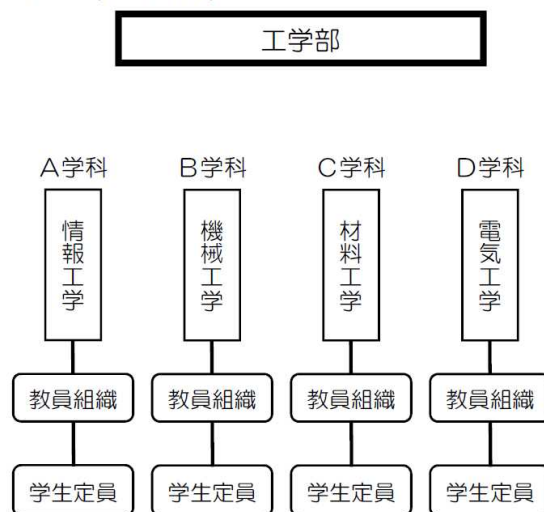 工学部
A学科 B学科 C学科 D学科
情報工学 機械工学 材料工学 電気工学
教員組織 教員組織 教員組織 教員組織
学生定員 学生定員 学生定員 学生定員